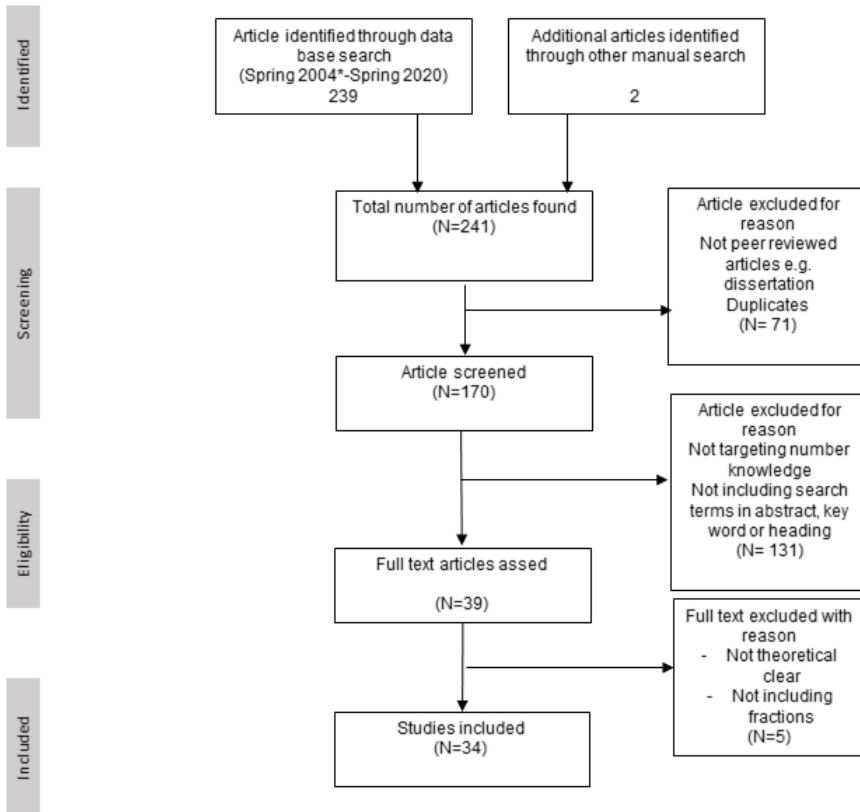 Identified
Article identified through data
base search
(Spring 2004*-Spring 2020)
239
Additional articles identified
through other manual search
2
Screening
Total number of articles found
(N=241)
Article excluded for
reason
Not peer reviewed
articles e.g.
dissertation
Duplicates
(N= 71)
Article screened
(N=170)
Article excluded for
reason
Not targeting number
knowledge
Not including search
terms in abstract, key
word or heading
(N= 131)
Eligibility
Full text articles assed
(N=39)
Full text excluded with
reason
- Not theoretical
clear
- Not including
fractions
(N=5)
Included
Studies included
(N=34)